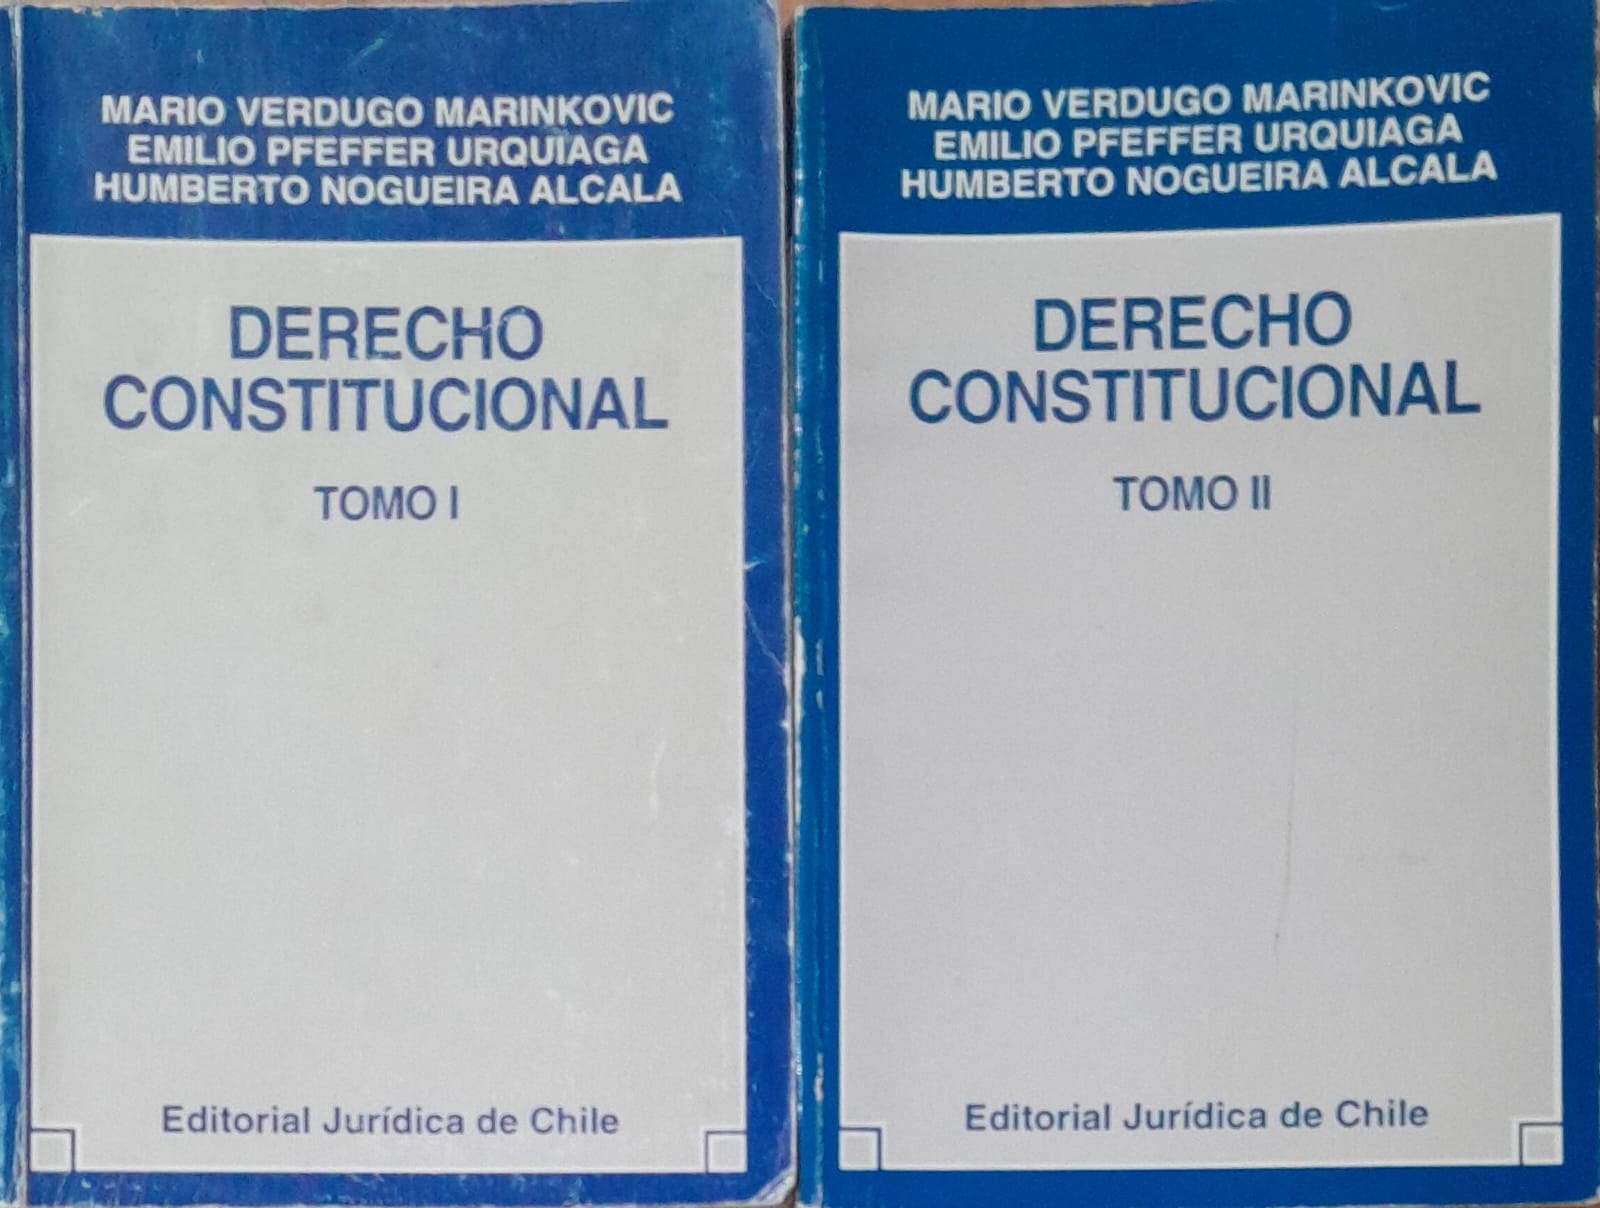 MARIO VERDUGO MARINKOVIC
EMILIO PFEFFER URQUIAGA
HUMBERTO NOGUEIRA ALCALA
DERECHO
CONSTITUCIONAL
TOMO I
Editorial Jurídica de Chile
MARIO VERDUGO MARINKOVIC
EMILIO PFEFFER URQUIAGA
HUMBERTO NOGUEIRA ALCALA
DERECHO
CONSTITUCIONAL
TOMO II
Editorial Jurídica de Chile